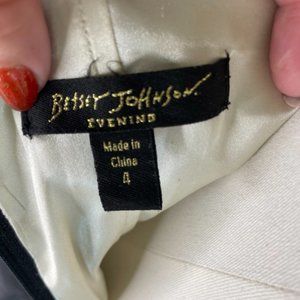 BETSEY JOHNSON.
EVENING
Made in
China
4